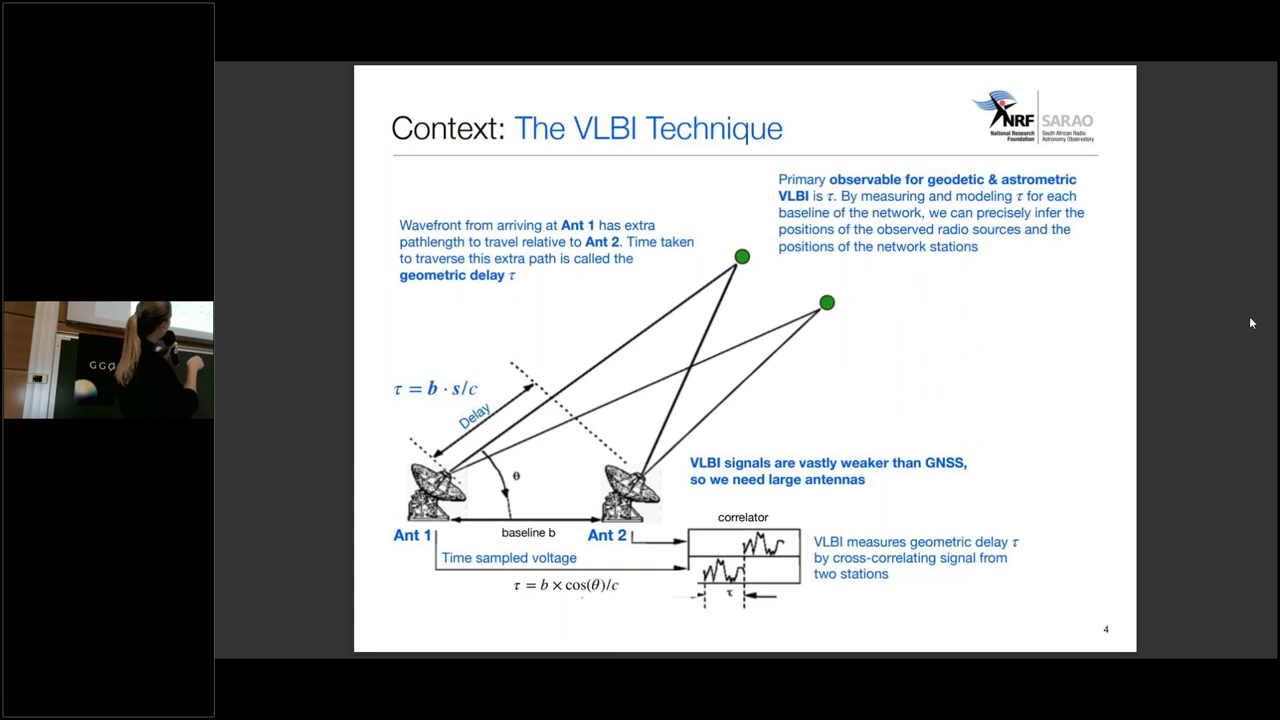 Context: The VLBI Technique
NRF
National Research
Foundation
SARAO
South African Radio
Astronomy Observatory
Primary observable for geodetic & astrometric
VLBI is τ. By measuring and modeling τ for each
baseline of the network, we can precisely infer the
positions of the observed radio sources and the
positions of the network stations
Wavefront from arriving at Ant 1 has extra
pathlength to travel relative to Ant 2. Time taken
to traverse this extra path is called the
geometric delay τ
τ = b · s/c
Delay
θ
VLBI signals are vastly weaker than GNSS,
so we need large antennas
Ant 1
baseline b
Ant 2
correlator
Time sampled voltage
τ = b × cos(θ)/c
τ
VLBI measures geometric delay τ
by cross-correlating signal from
two stations
4